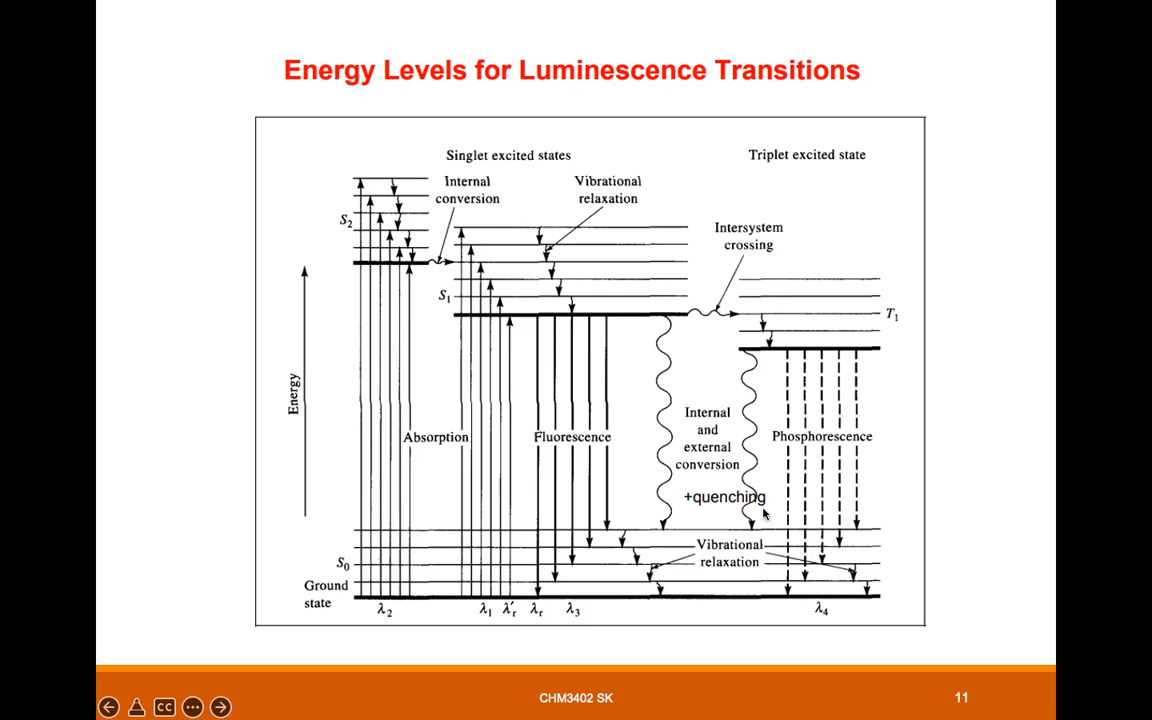 Energy Levels for Luminescence Transitions
Singlet excited states
Triplet excited state
Internal
conversion
Vibrational
relaxation
S2
Intersystem
crossing
S1
T1
Energy
Absorption
Fluorescence
Internal
and
external
conversion
Phosphorescence
+quenching
Vibrational
relaxation
S0
Ground
state
λ2
λ1
λ'r
λr
λ3
λ4
CC
CHM3402 SK
11